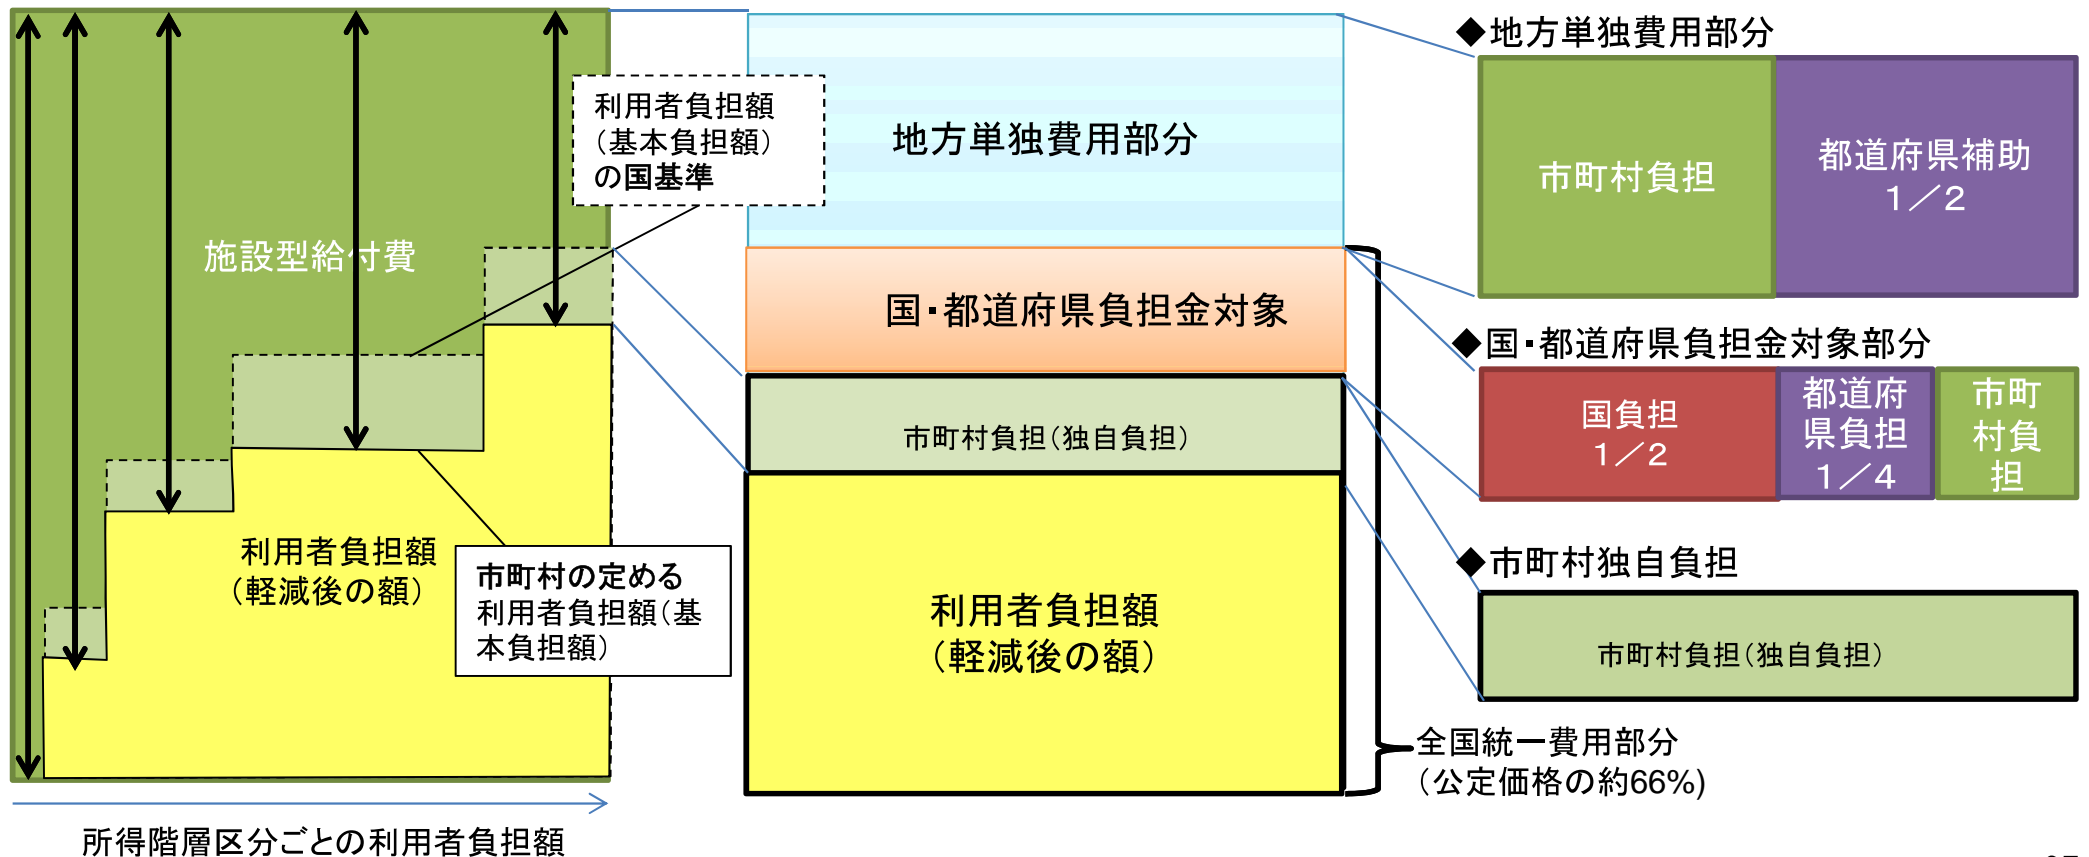 利用者負担額
（基本負担額）
の国基準
施設型給付費
利用者負担額
（軽減後の額）
市町村の定める
利用者負担額（基
本負担額）
所得階層区分ごとの利用者負担額
地方単独費用部分
国・都道府県負担金対象
市町村負担（独自負担）
利用者負担額
（軽減後の額）
◆地方単独費用部分
市町村負担
都道府県補助
１／２
◆国・都道府県負担金対象部分
国負担
１／２
都道府
県負担
１／４
市町
村負
担
◆市町村独自負担
市町村負担（独自負担）
全国統一費用部分
（公定価格の約66%)